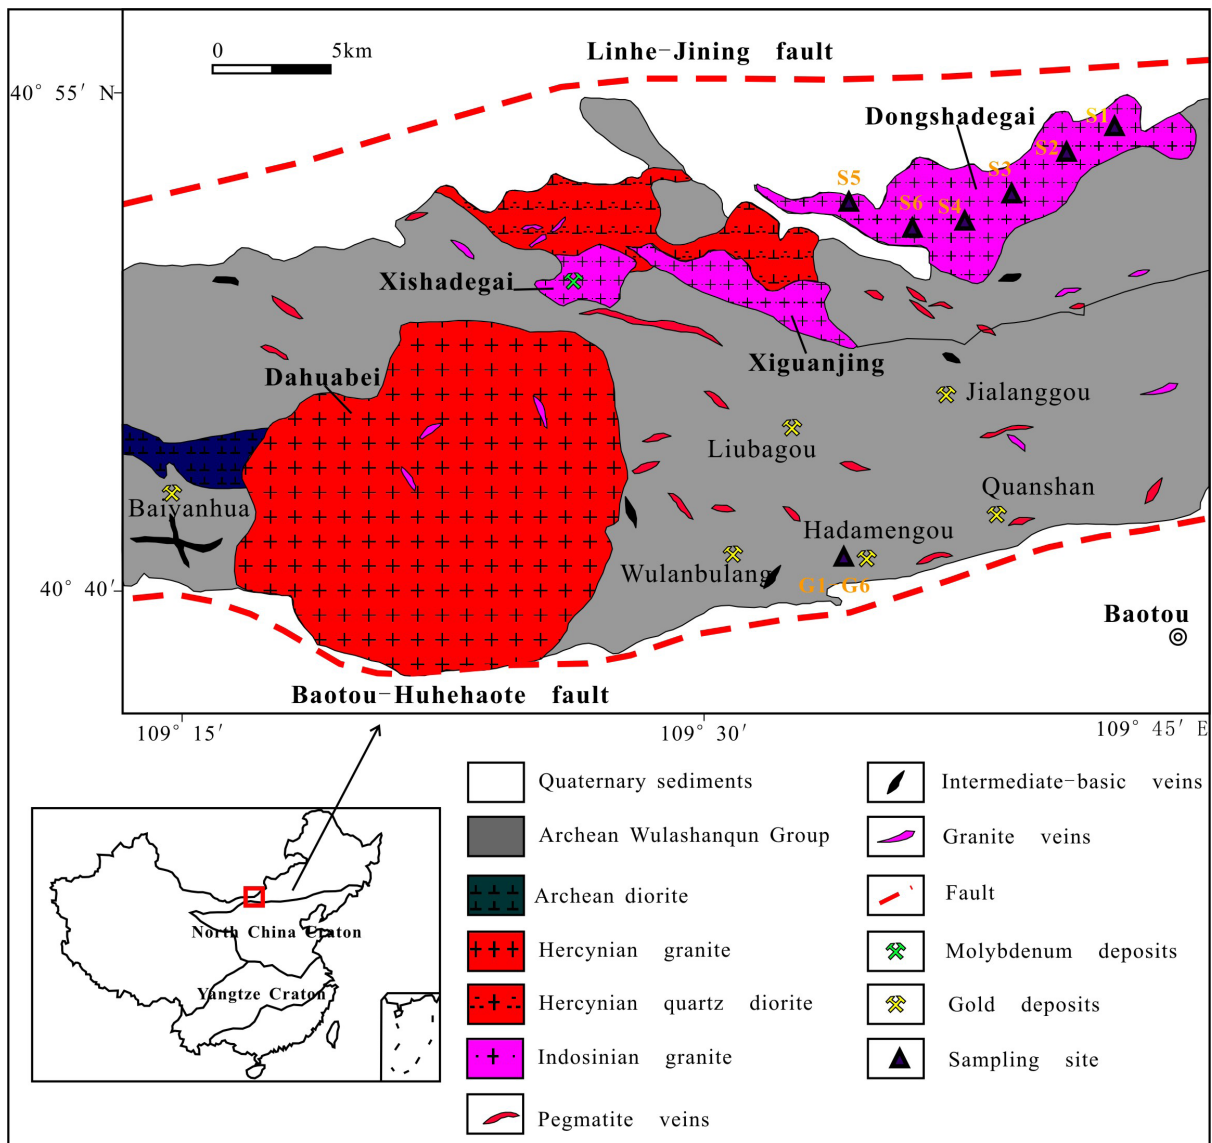 0 5km
Linhe-Jining fault
40° 55′ N
Dongshadegai
S1
S2
S3
S5
S6 S4
Xishadegai
Xiguanjing
Dahuabei
Jialanggou
Liubagou
Quanshan
Baiyanhua
Hadamengou
Wulanbulang
40° 40′
G1-G6
Baotou
Baotou-Huhehaote fault
109° 15′
109° 30′
109° 45′ E
Quaternary sediments
Archean Wulashanqun Group
Archean diorite
Hercynian granite
Hercynian quartz diorite
Indosinian granite
Pegmatite veins
Intermediate-basic veins
Granite veins
Fault
Molybdenum deposits
Gold deposits
Sampling site
North China Craton
Yangtze Craton